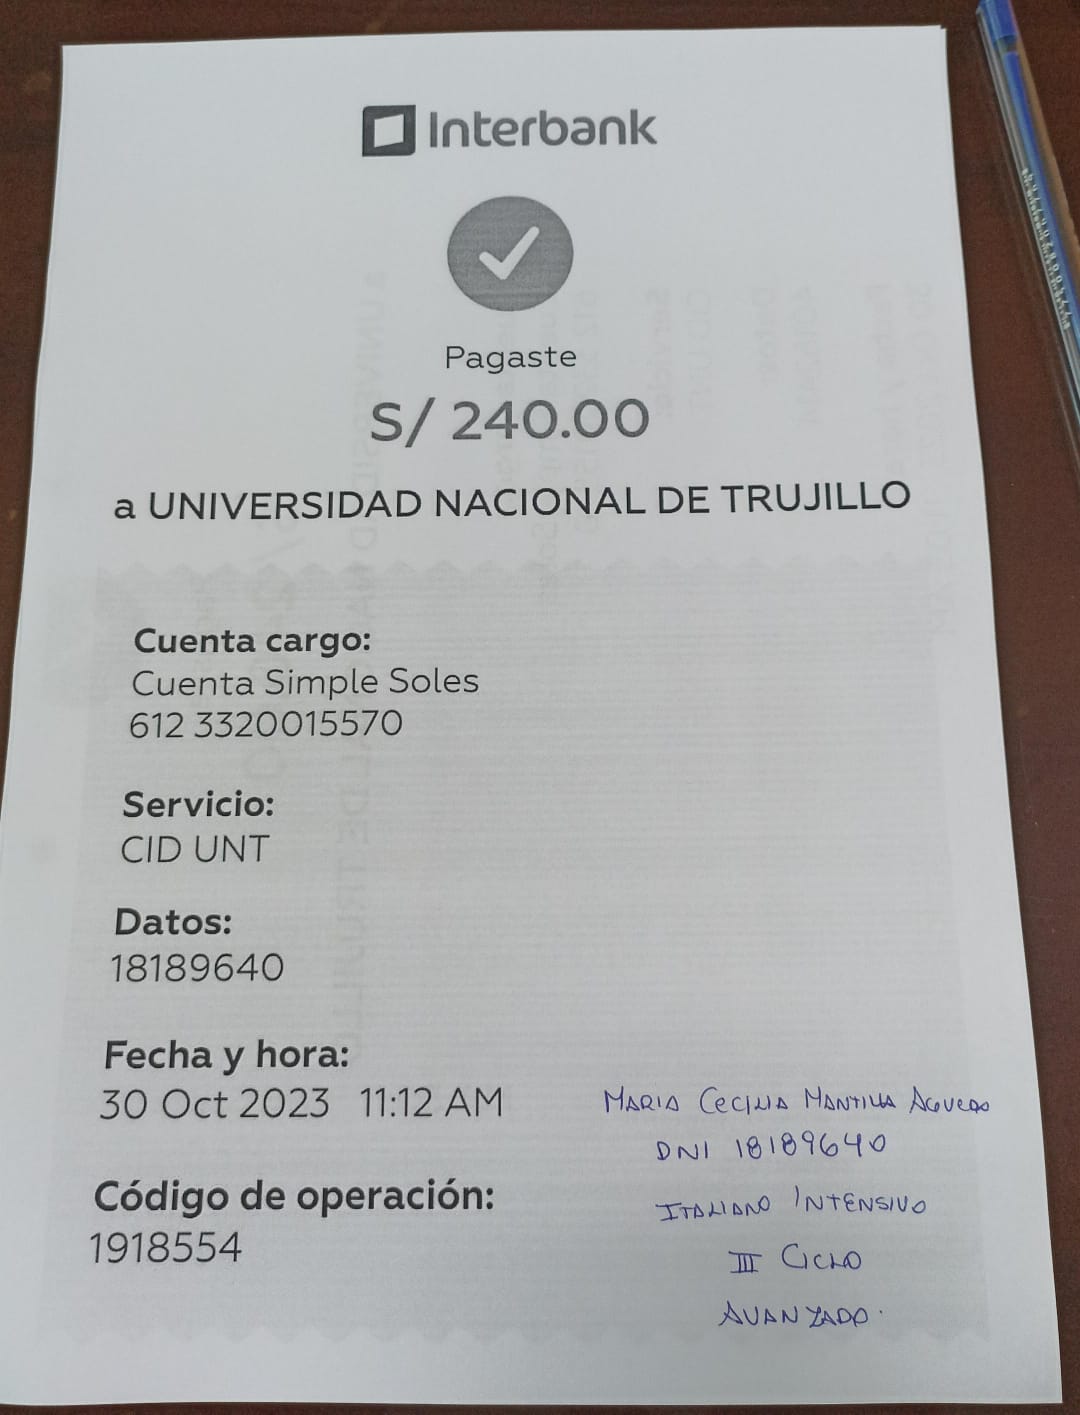 Interbank
Pagaste
S/ 240.00
a UNIVERSIDAD NACIONAL DE TRUJILLO
Cuenta cargo:
Cuenta Simple Soles
612 3320015570
Servicio:
CID UNT
Datos:
18189640
Fecha y hora:
30 Oct 2023 11:12 AM
Código de operación:
1918554
MARIA CECILIA MANTILLA
DNI 18189640
ITALIANO INTENSIVO
III CICLO
AVANZADO.